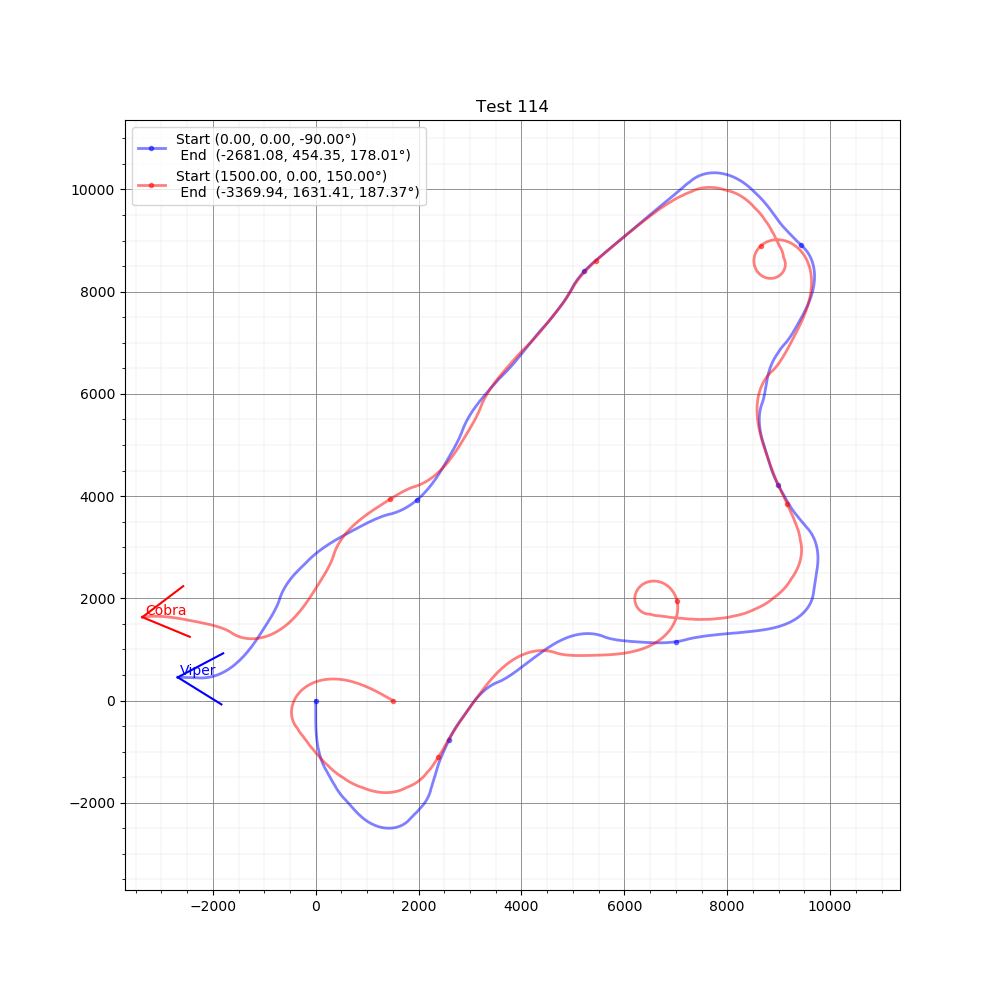 Test 114
Start (0.00, 0.00, -90.00°)
End (-2681.08, 454.35, 178.01°)
Start (1500.00, 0.00, 150.00°)
End (-3369.94, 1631.41, 187.37°)
10000
8000
6000
4000
2000
0
−2000
Cobra
Viper
−2000
0
2000
4000
6000
8000
10000